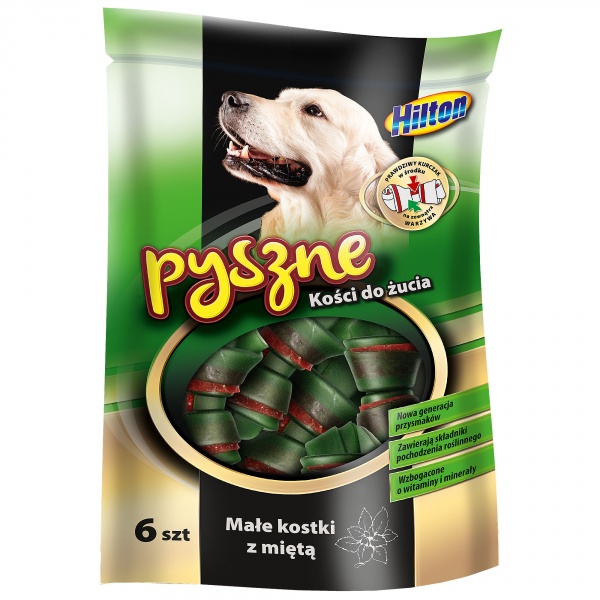 Hilton
PRAWDZIWY KURCZAK
w środku
na zewnątrz
WARZYWA
pyszne
Kości do żucia
Nowa generacja
przysmaków
Zawierają składniki
pochodzenia roślinnego
Wzbogacone
o witaminy i minerały
6 szt
Małe kostki
z miętą